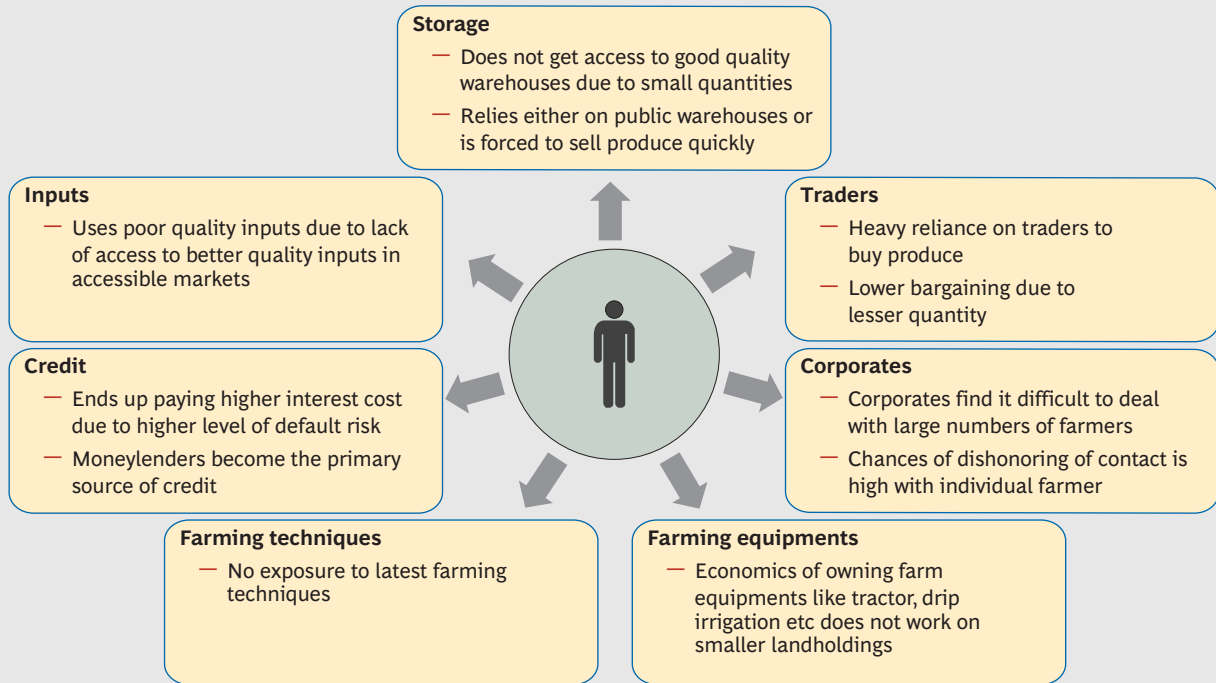 Storage
— Does not get access to good quality
warehouses due to small quantities
— Relies either on public warehouses or
is forced to sell produce quickly
Inputs
— Uses poor quality inputs due to lack
of access to better quality inputs in
accessible markets
Traders
— Heavy reliance on traders to
buy produce
— Lower bargaining due to
lesser quantity
Credit
— Ends up paying higher interest cost
due to higher level of default risk
— Moneylenders become the primary
source of credit
Corporates
— Corporates find it difficult to deal
with large numbers of farmers
— Chances of dishonoring of contact is
high with individual farmer
Farming techniques
— No exposure to latest farming
techniques
Farming equipments
— Economics of owning farm
equipments like tractor, drip
irrigation etc does not work on
smaller landholdings